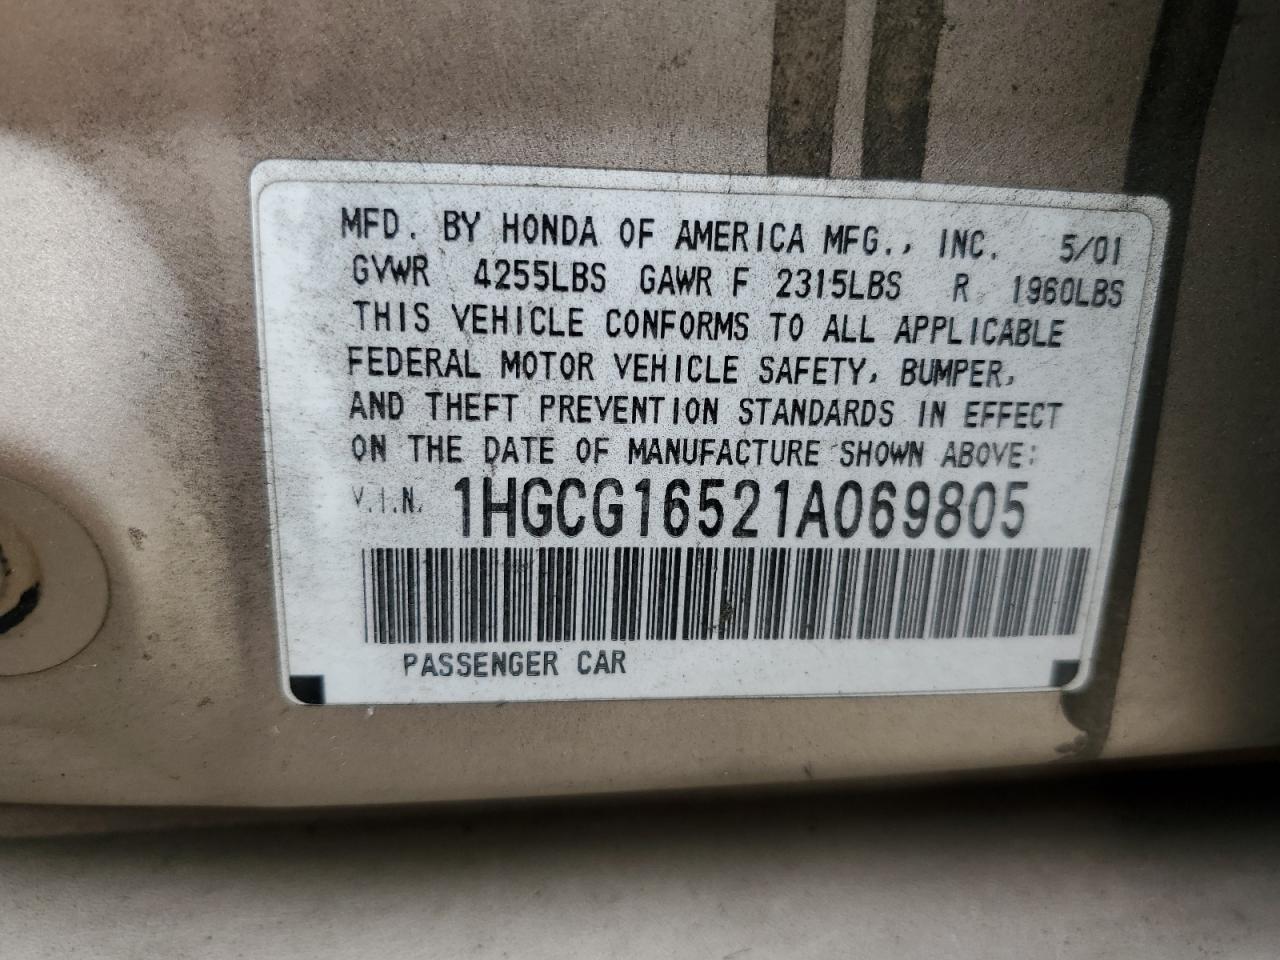 MFD. BY HONDA OF AMERICA MFG., INC. 5/01
GVWR 4255LBS GAWR F 2315LBS R 1960LBS
THIS VEHICLE CONFORMS TO ALL APPLICABLE
FEDERAL MOTOR VEHICLE SAFETY, BUMPER,
AND THEFT PREVENTION STANDARDS IN EFFECT
ON THE DATE OF MANUFACTURE SHOWN ABOVE:
V.I.N. 1HGCG16521A069805
PASSENGER CAR